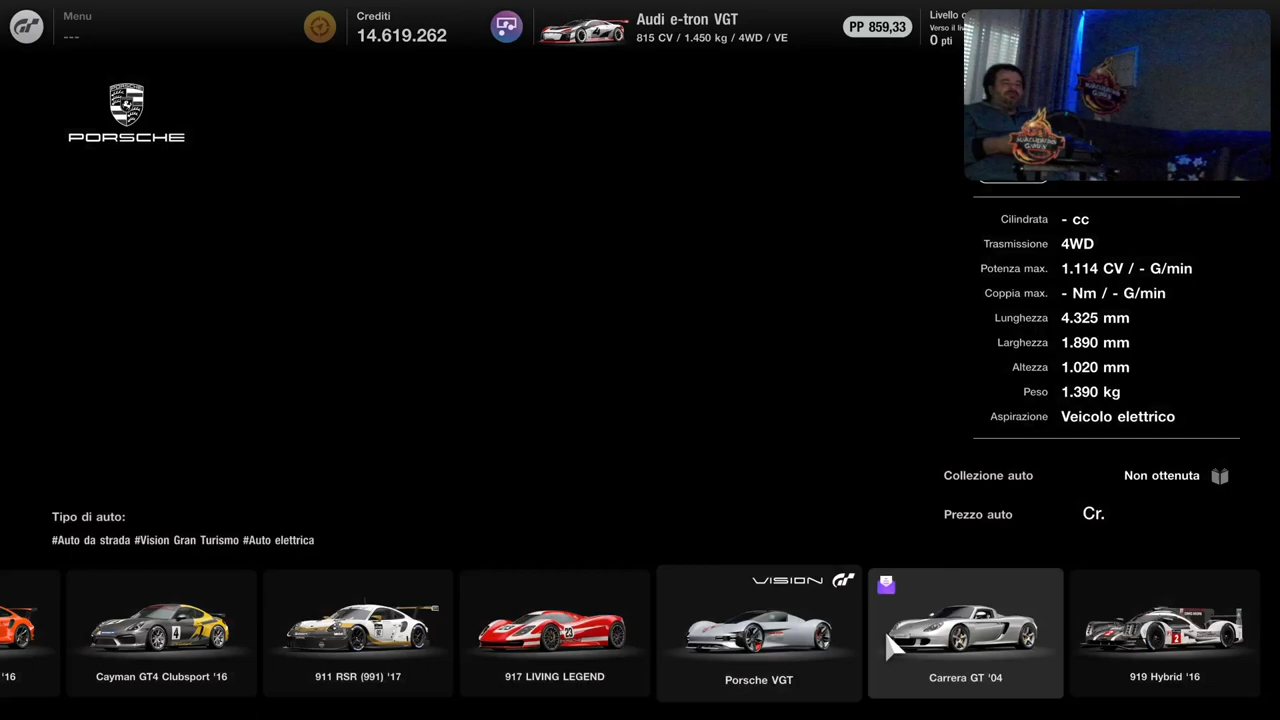 Menu
---
Crediti
14.619.262
Audi e-tron VGT
815 CV / 1.450 kg / 4WD / VE
PP 859,33
Livello
Verso il
0 pti
PORSCHE
Cilindrata - cc
Trasmissione 4WD
Potenza max. 1.114 CV / - G/min
Coppia max. - Nm / - G/min
Lunghezza 4.325 mm
Larghezza 1.890 mm
Altezza 1.020 mm
Peso 1.390 kg
Aspirazione Veicolo elettrico
Collezione auto Non ottenuta
Prezzo auto Cr.
Tipo di auto:
#Auto da strada #Vision Gran Turismo #Auto elettrica
VISION GT
'16
Cayman GT4 Clubsport '16
911 RSR (991) '17
917 LIVING LEGEND
Porsche VGT
Carrera GT '04
919 Hybrid '16